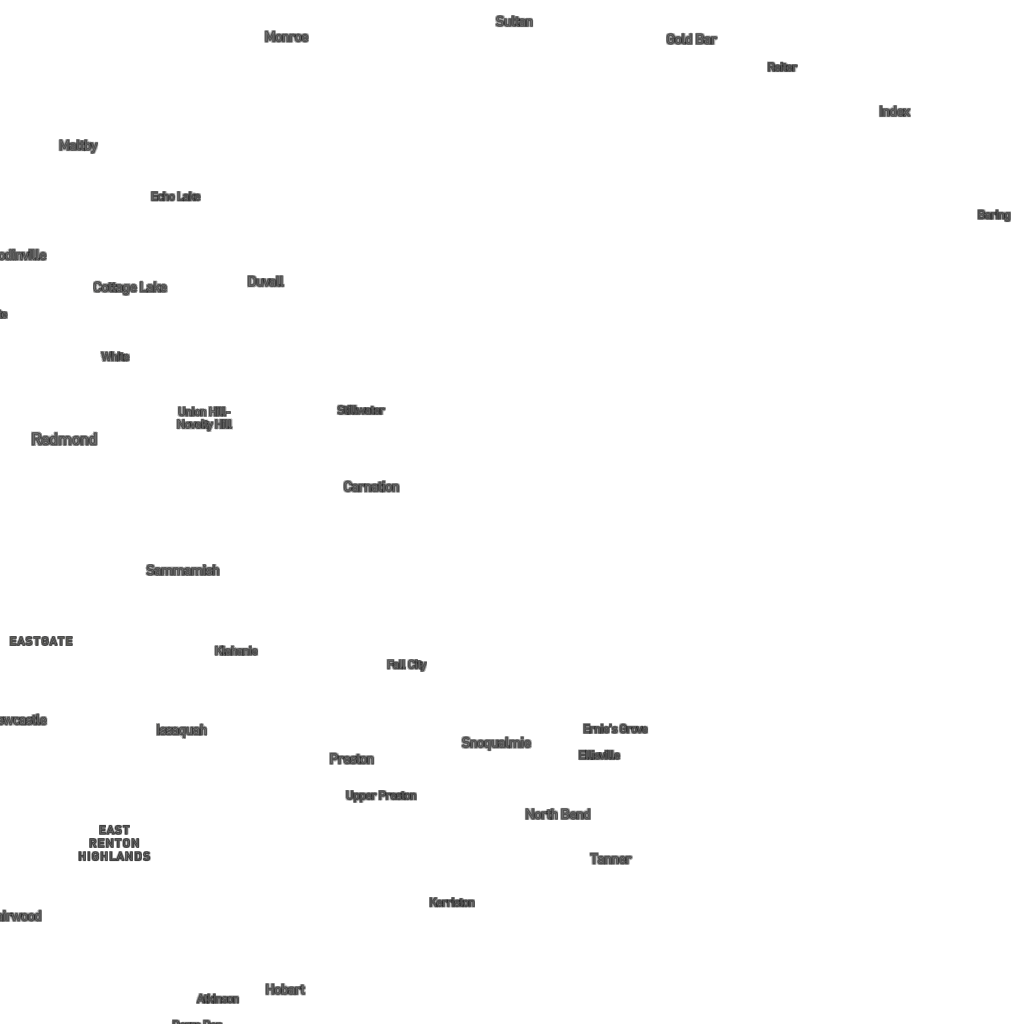 Sultan
Monroe
Gold Bar
Reiter
Index
Maltby
Echo Lake
Baring
odinville
Duvall
Cottage Lake
White
Union Hill-
Novelty Hill
Stillwater
Redmond
Carnation
Sammamish
EASTGATE
Klahanie
Fall City
wcastle
Issaquah
Ernie's Grove
Snoqualmie
Ellisville
Preston
Upper Preston
North Bend
EAST
RENTON
HIGHLANDS
Tanner
Kerriston
airwood
Hobart
Atkinson